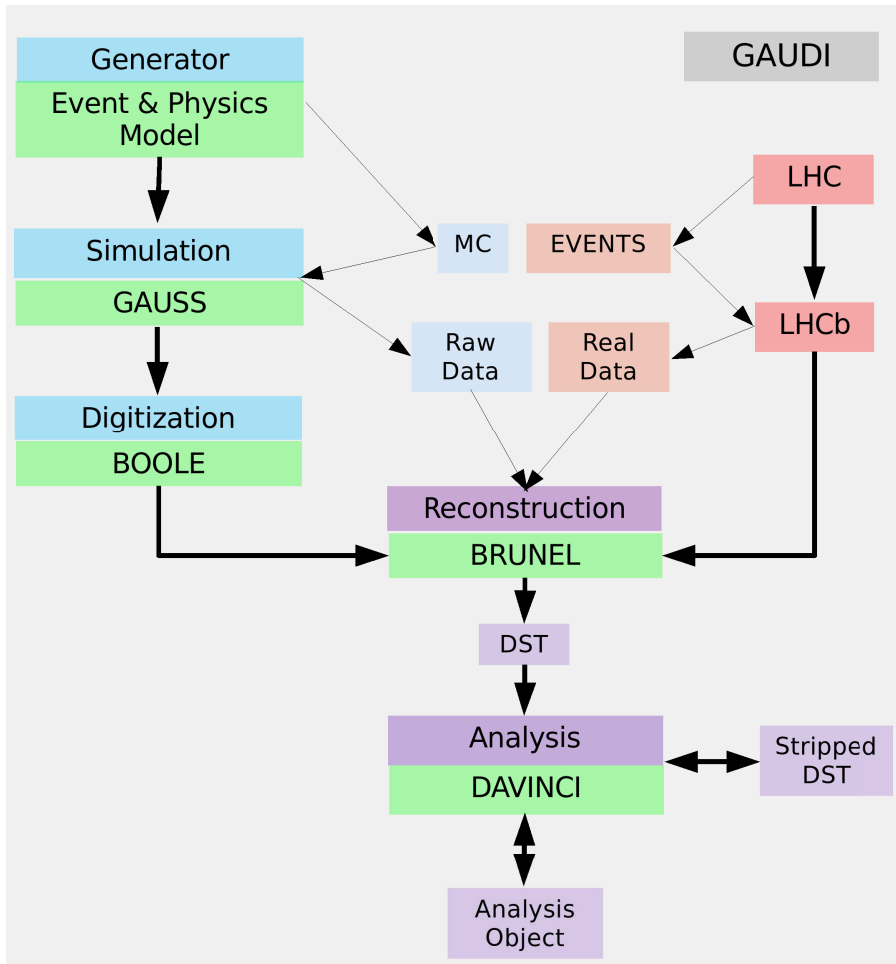 Generator
GAUDI
Event & Physics
Model
LHC
MC
EVENTS
Simulation
GAUSS
LHCb
Raw
Data
Real
Data
Digitization
BOOLE
Reconstruction
BRUNEL
DST
Analysis
DAVINCI
Stripped
DST
Analysis
Object